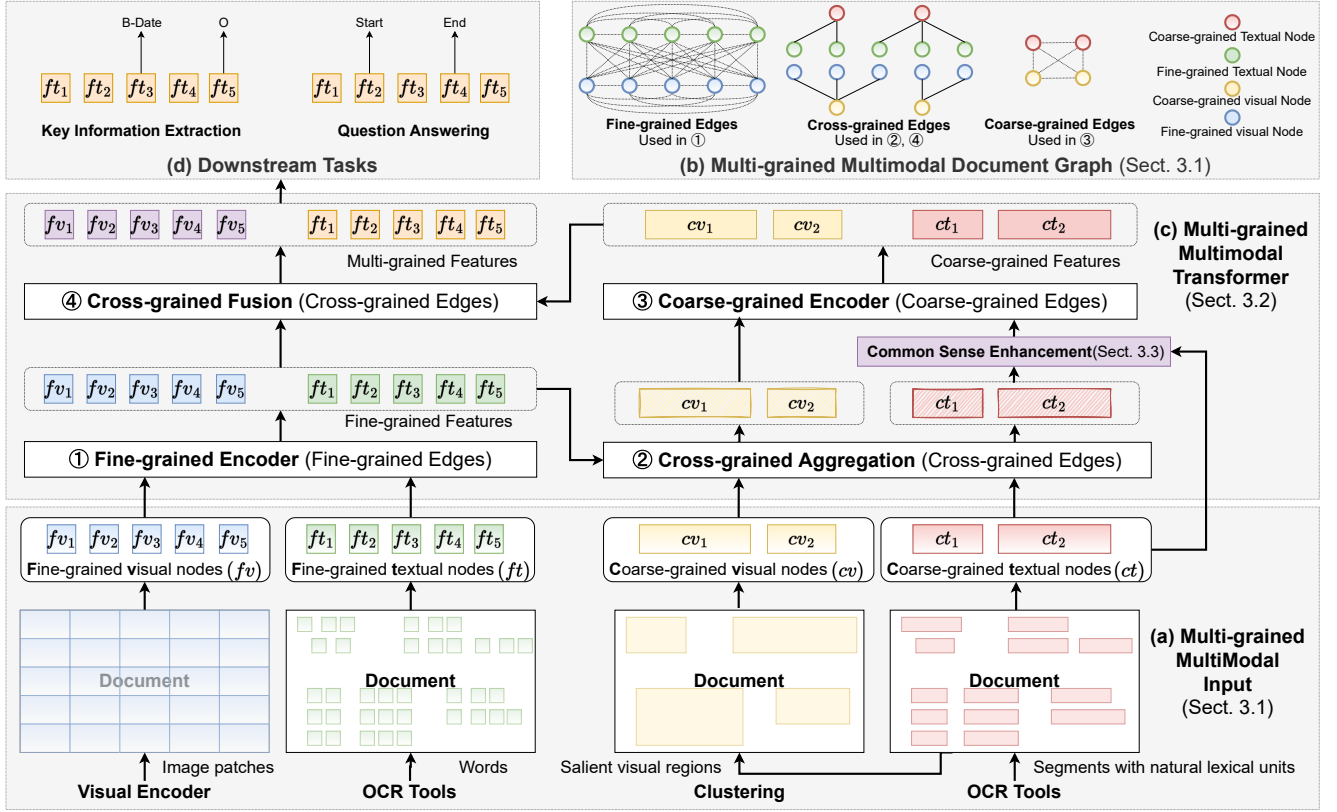 B-Date
O
Start
End
ft1 ft2 ft3 ft4 ft5
ft1 ft2 ft3 ft4 ft5
Key Information Extraction
Question Answering
(d) Downstream Tasks
Fine-grained Edges
Used in ①
Cross-grained Edges
Used in ②, ④
Coarse-grained Edges
Used in ③
Coarse-grained Textual Node
Fine-grained Textual Node
Coarse-grained visual Node
Fine-grained visual Node
(b) Multi-grained Multimodal Document Graph (Sect. 3.1)
fv1 fv2 fv3 fv4 fv5
ft1 ft2 ft3 ft4 ft5
Multi-grained Features
cv1 cv2
ct1 ct2
Coarse-grained Features
(c) Multi-grained
Multimodal
Transformer
(Sect. 3.2)
④ Cross-grained Fusion (Cross-grained Edges)
③ Coarse-grained Encoder (Coarse-grained Edges)
Common Sense Enhancement(Sect. 3.3)
fv1 fv2 fv3 fv4 fv5
ft1 ft2 ft3 ft4 ft5
Fine-grained Features
cv1 cv2
ct1 ct2
① Fine-grained Encoder (Fine-grained Edges)
② Cross-grained Aggregation (Cross-grained Edges)
fv1 fv2 fv3 fv4 fv5
Fine-grained visual nodes (fv)
ft1 ft2 ft3 ft4 ft5
Fine-grained textual nodes (ft)
cv1 cv2
Coarse-grained visual nodes (cv)
ct1 ct2
Coarse-grained textual nodes (ct)
Document
Document
Document
Document
(a) Multi-grained
MultiModal
Input
(Sect. 3.1)
Image patches
Words
Salient visual regions
Segments with natural lexical units
Visual Encoder
OCR Tools
Clustering
OCR Tools